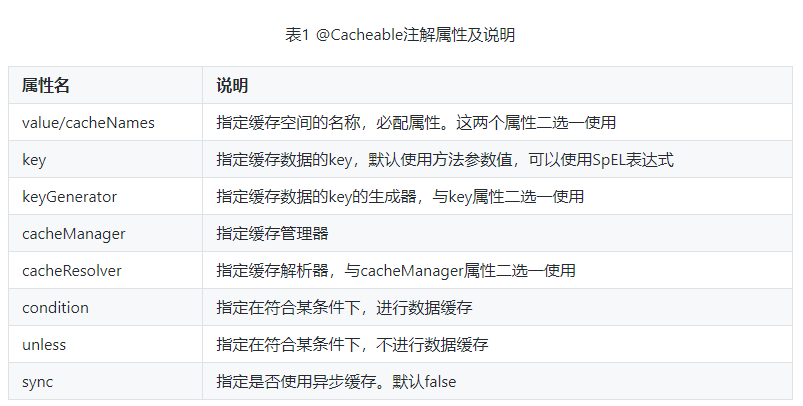 表1 @Cacheable注解属性及说明
属性名 说明
value/cacheNames 指定缓存空间的名称，必配属性。这两个属性二选一使用
key 指定缓存数据的key，默认使用方法参数值，可以使用SpEL表达式
keyGenerator 指定缓存数据的key的生成器，与key属性二选一使用
cacheManager 指定缓存管理器
cacheResolver 指定缓存解析器，与cacheManager属性二选一使用
condition 指定在符合某条件下，进行数据缓存
unless 指定在符合某条件下，不进行数据缓存
sync 指定是否使用异步缓存。默认false